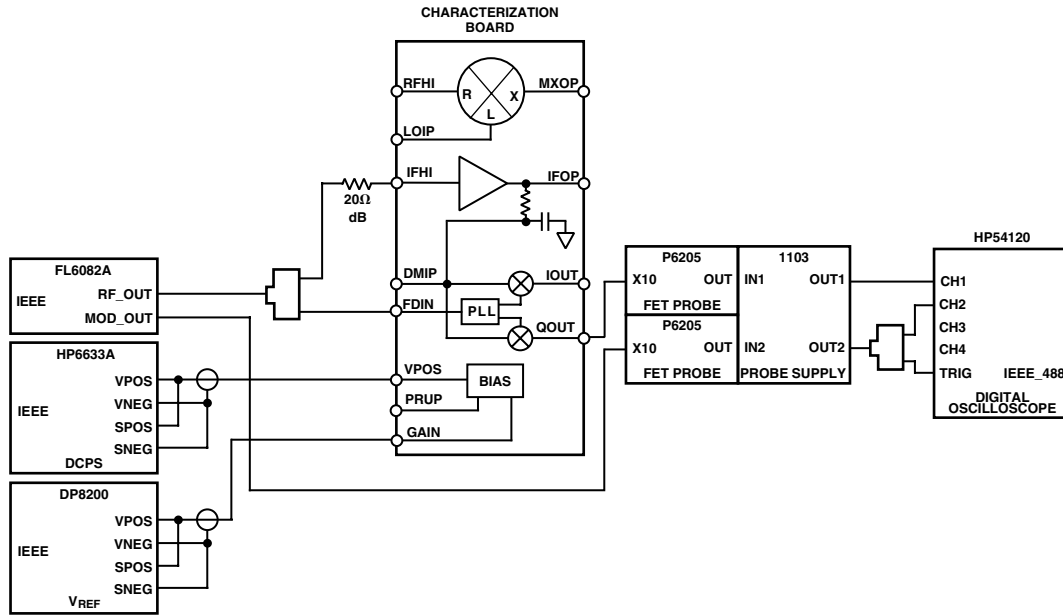 CHARACTERIZATION
BOARD
RFHI
R
X
L
MXOP
LOIP
IFHI
IFOP
20Ω
dB
DMIP
IOUT
FDIN
PLL
QOUT
VPOS
BIAS
PRUP
GAIN
FL6082A
IEEE
RF_OUT
MOD_OUT
HP6633A
VPOS
VNEG
IEEE
SPOS
SNEG
DCPS
DP8200
VPOS
VNEG
IEEE
SPOS
SNEG
VREF
P6205
X10 OUT
FET PROBE
P6205
X10 OUT
FET PROBE
1103
IN1 OUT1
IN2 OUT2
PROBE SUPPLY
HP54120
CH1
CH2
CH3
CH4
TRIG IEEE_488
DIGITAL
OSCILLOSCOPE